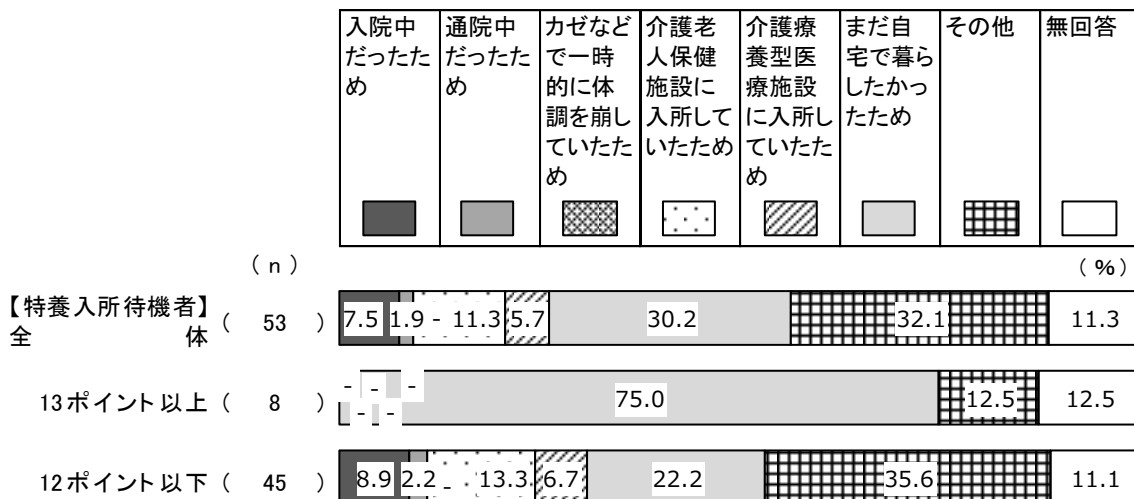 入院中
だったた
め
通院中
だったた
め
カゼなど
で一時
的に体
調を崩し
ていたた
め
介護老
人保健
施設に
入所して
いたため
介護療
養型医
療施設
に入所し
ていたた
め
まだ自
宅で暮ら
したかっ
たため
その他
無回答
(n)
(%)
【特養入所待機者】
全 体 ( 53 ) 7.5 1.9 - 11.3 5.7 30.2 32.1 11.3
13ポイント以上 ( 8 ) - - - - - 75.0 12.5 12.5
12ポイント以下 ( 45 ) 8.9 2.2 - 13.3 6.7 22.2 35.6 11.1